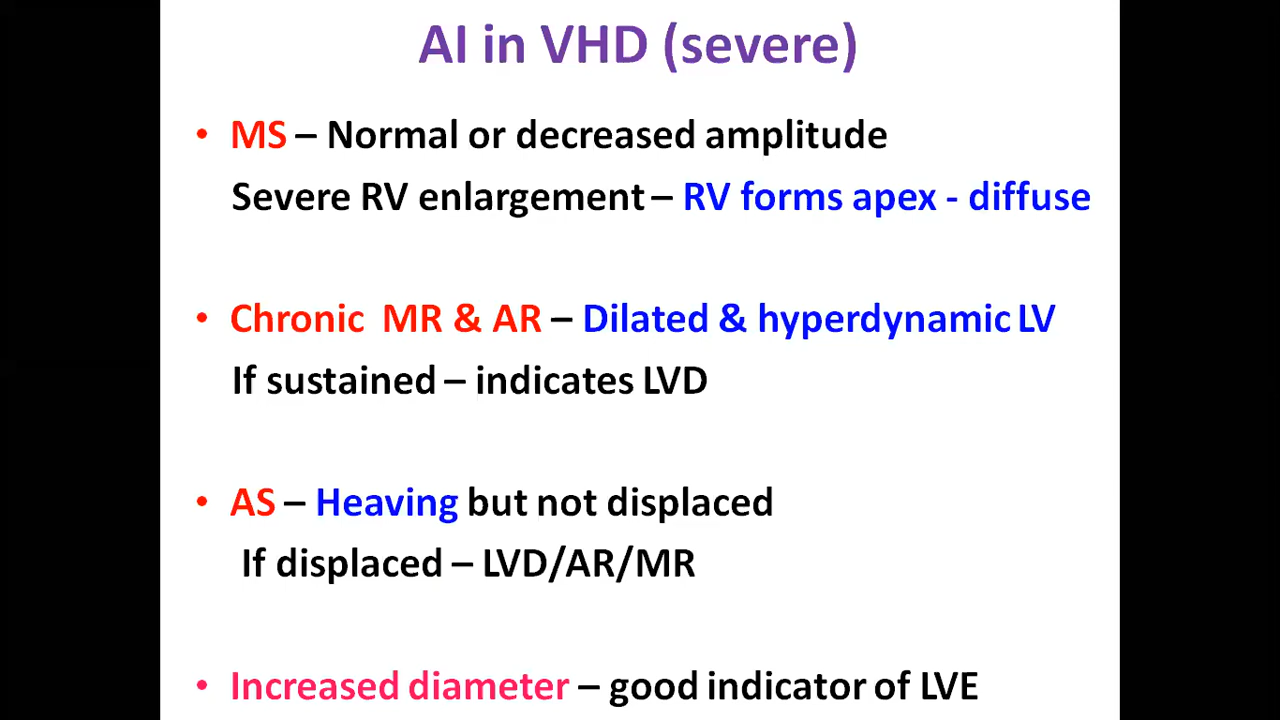 AI in VHD (severe)
• MS – Normal or decreased amplitude
Severe RV enlargement – RV forms apex - diffuse
• Chronic MR & AR – Dilated & hyperdynamic LV
If sustained – indicates LVD
• AS – Heaving but not displaced
If displaced – LVD/AR/MR
• Increased diameter – good indicator of LVE